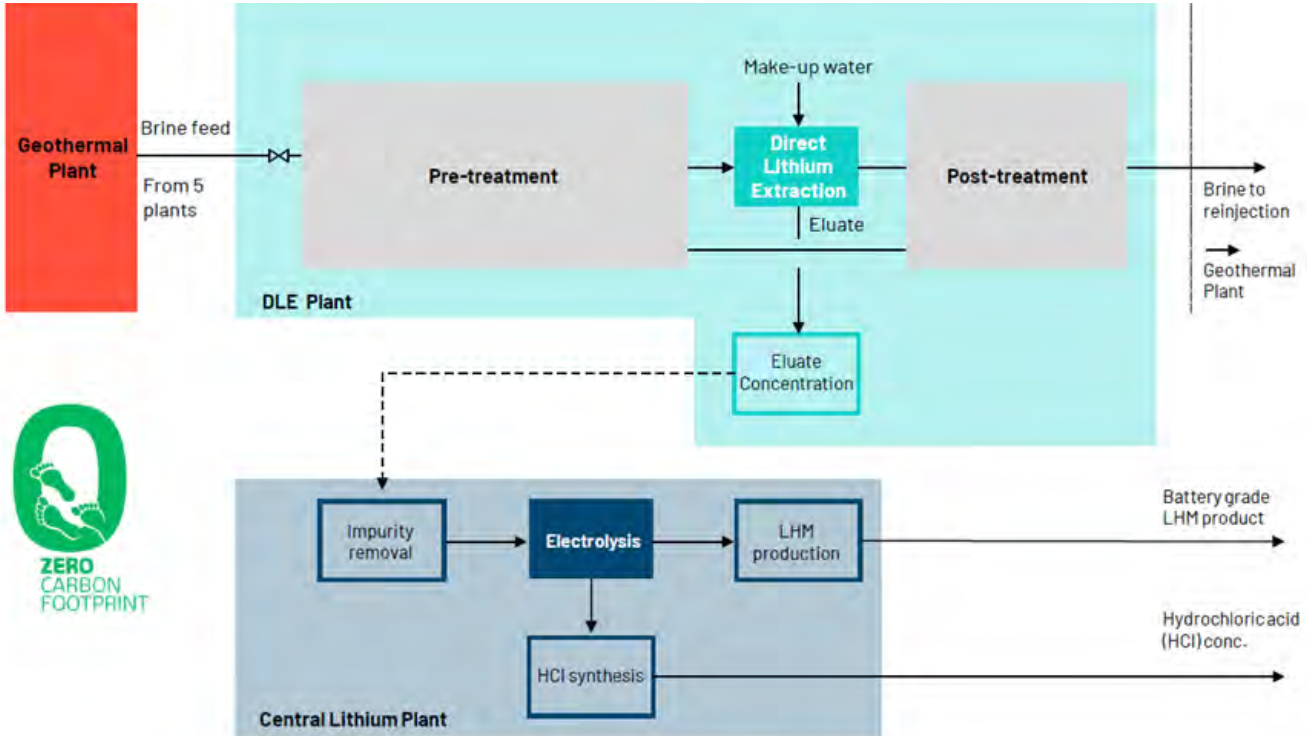 Geothermal
Plant
Brine feed
From 5
plants
Pre-treatment
Make-up water
Direct
Lithium
Extraction
Eluate
Post-treatment
Brine to
reinjection
Geothermal
Plant
DLE Plant
Eluate
Concentration
ZERO
CARBON
FOOTPRINT
Impurity
removal
Electrolysis
LHM
production
Battery grade
LHM product
HCl synthesis
Hydrochloric acid
(HCl) conc.
Central Lithium Plant